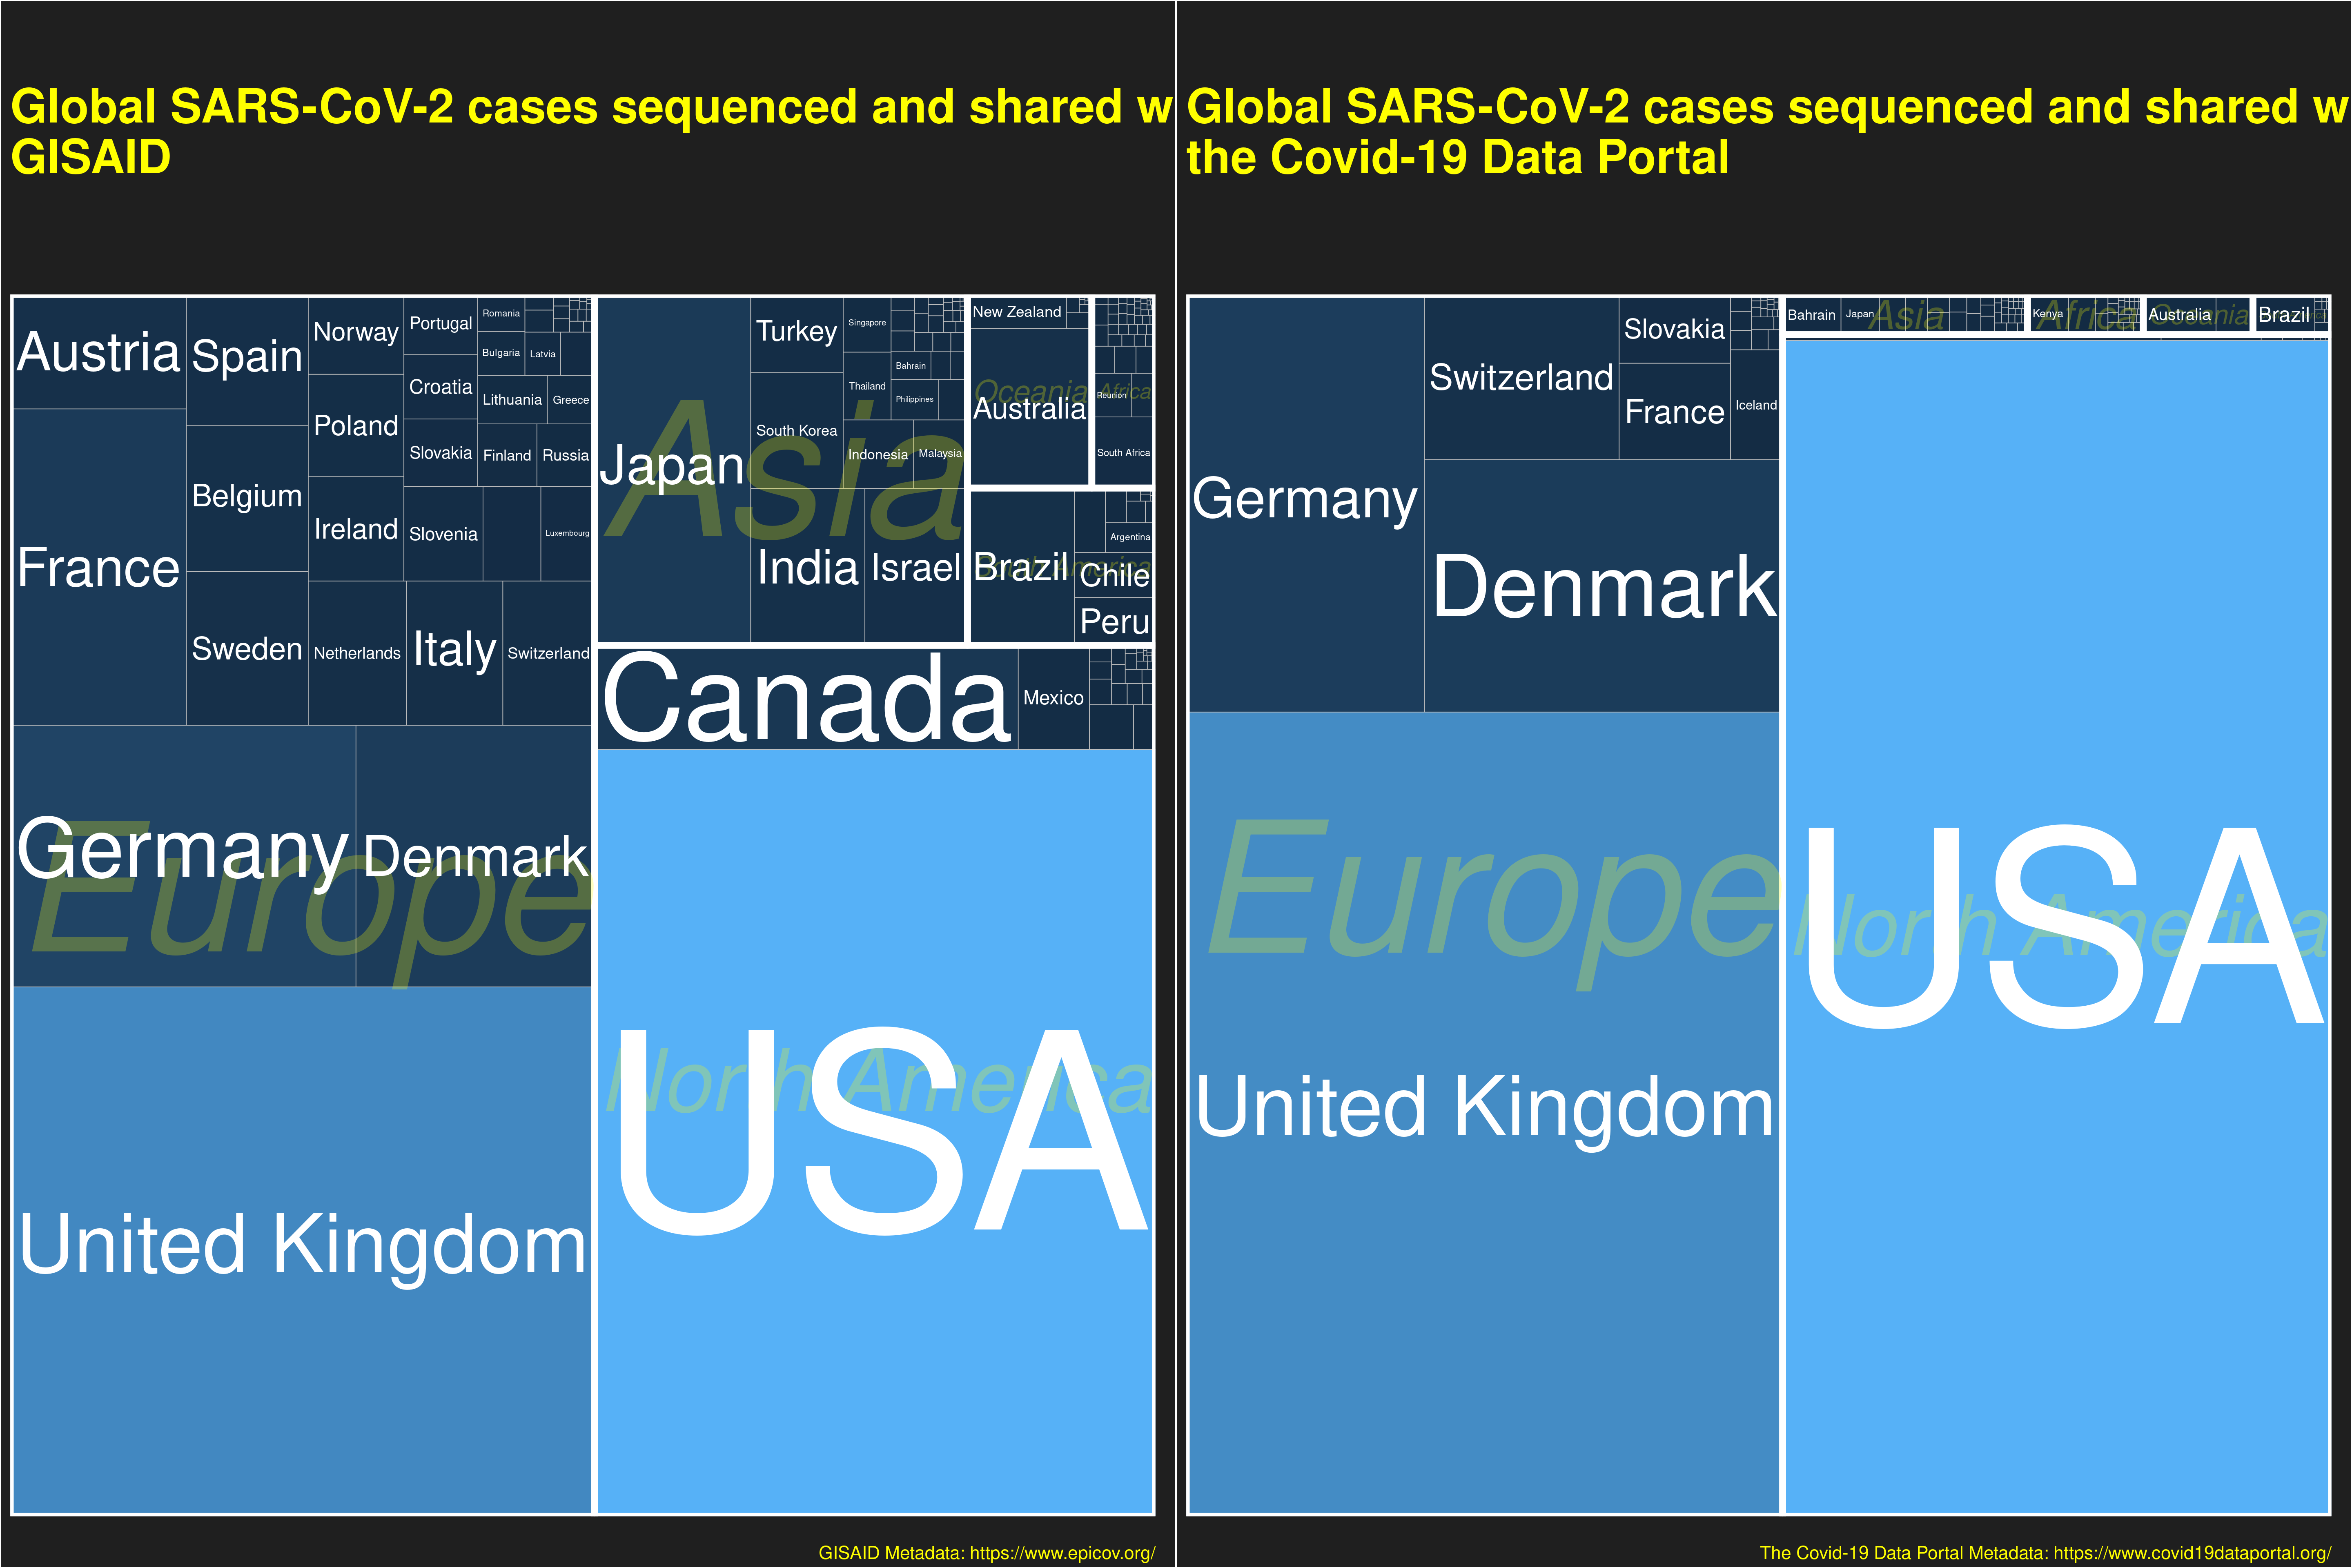 Global SARS-CoV-2 cases sequenced and shared w
GISAID
Austria
Spain
Norway
Portugal
Romania
Bulgaria
Latvia
Croatia
Lithuania
Greece
Poland
Slovakia
Finland
Russia
France
Belgium
Ireland
Slovenia
Luxembourg
Sweden
Netherlands
Italy
Switzerland
Germany
Denmark
Europe
United Kingdom
Japan
Turkey
Singapore
Bahrain
Thailand
Philippines
South Korea
Indonesia
Malaysia
Asia
India
Israel
New Zealand
Oceania
Australia
Africa
Reunion
South Africa
Brazil
South America
Argentina
Chile
Peru
Canada
Mexico
North America
USA
GISAID Metadata: https://www.epicov.org/
Global SARS-CoV-2 cases sequenced and shared w
the Covid-19 Data Portal
Germany
Switzerland
Slovakia
France
Iceland
Denmark
Europe
United Kingdom
Bahrain
Japan
Asia
Kenya
Africa
Australia
Oceania
Brazil
North America
USA
The Covid-19 Data Portal Metadata: https://www.covid19dataportal.org/